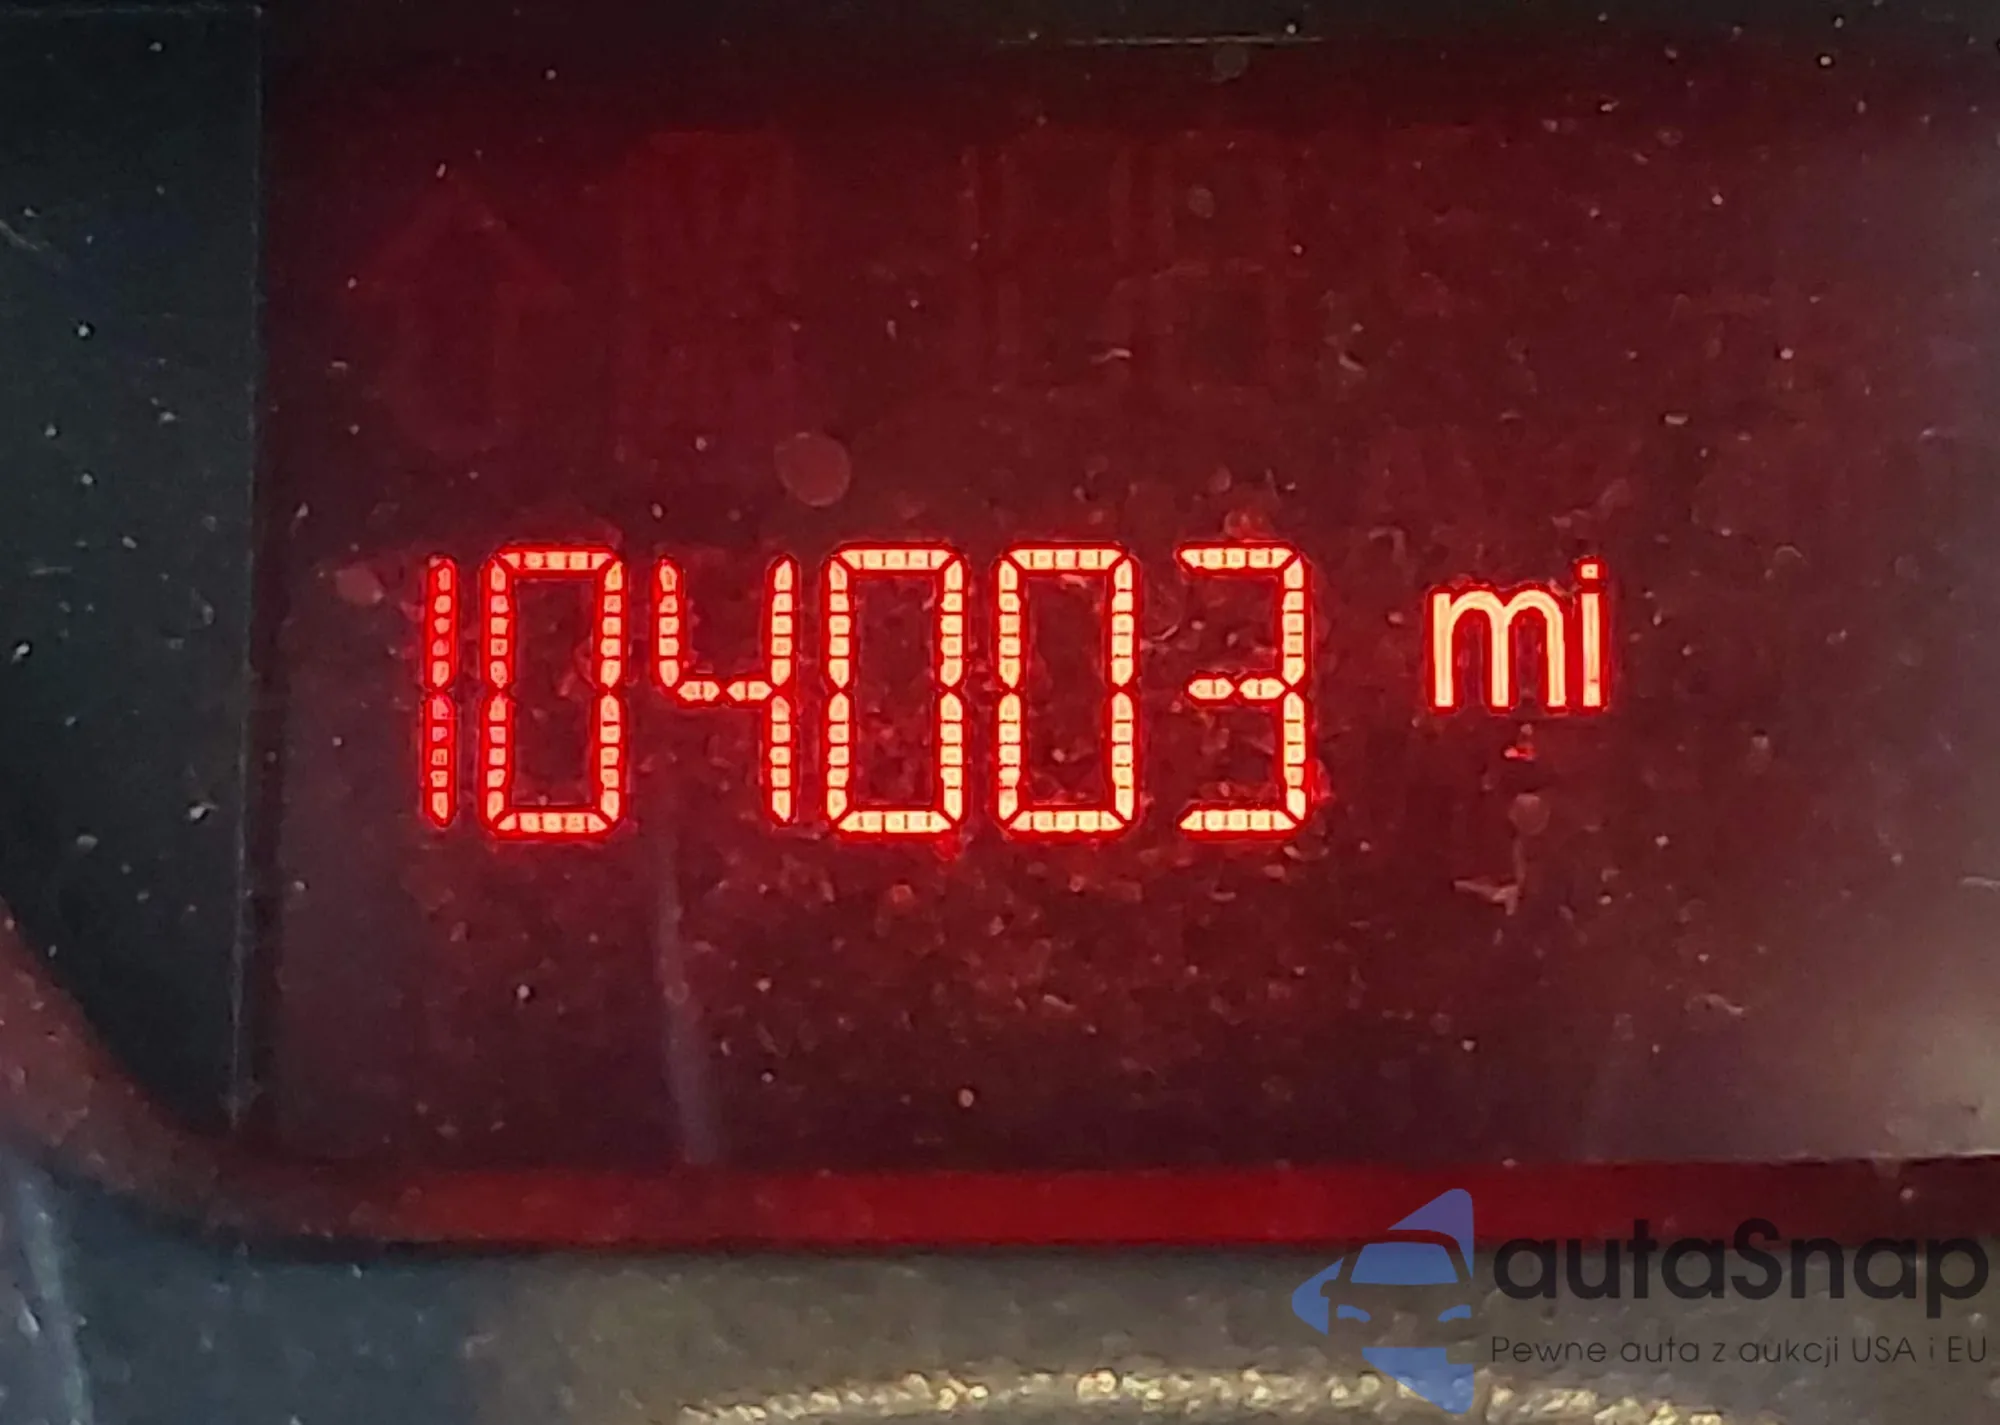 104003 mi
autaSnap
Pewne auta z aukcji USA i EU